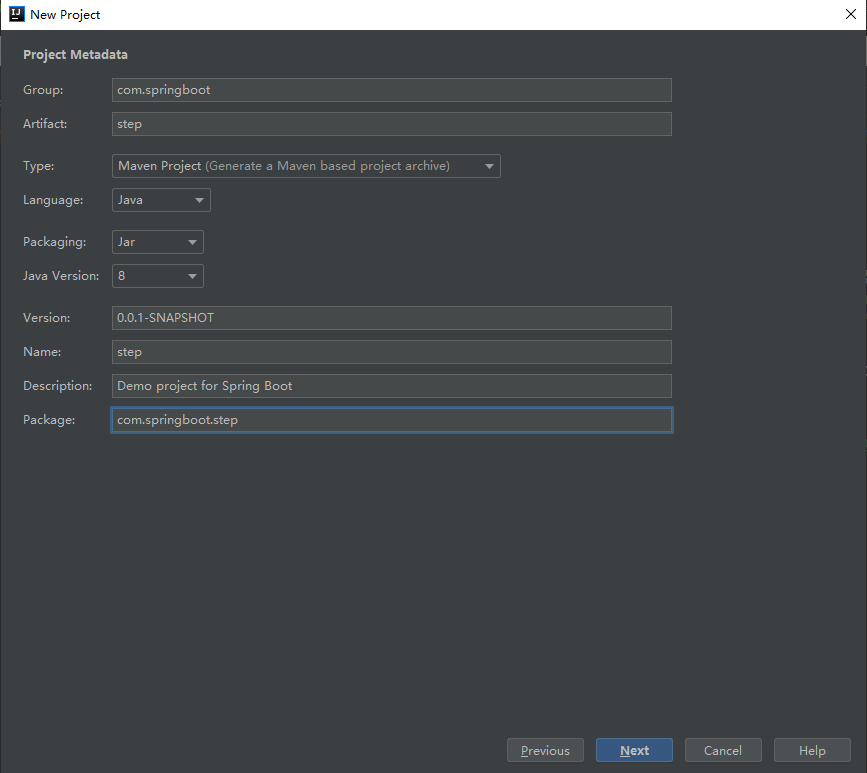 IJ New Project
Project Metadata
Group: com.springboot
Artifact: step
Type: Maven Project (Generate a Maven based project archive)
Language: Java
Packaging: Jar
Java Version: 8
Version: 0.0.1-SNAPSHOT
Name: step
Description: Demo project for Spring Boot
Package: com.springboot.step
Previous Next Cancel Help